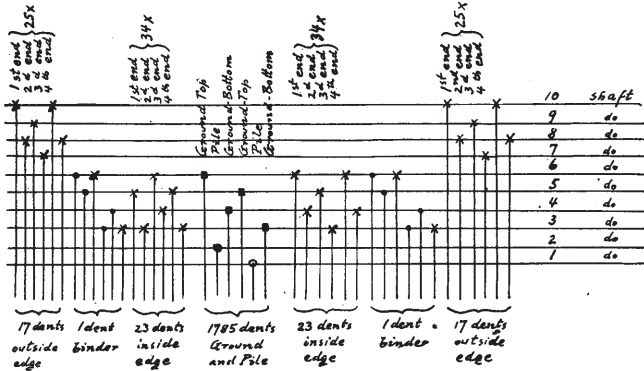 25x
1st end
2d end
3d end
4th end
34x
1st end
2d end
3d end
4th end
Ground-Top
Pile
Ground-Bottom
Ground-Top
Pile
Ground-Bottom
34x
1st end
2d end
3d end
4th end
25x
1st end
2nd end
3d end
4th end
10 shaft
9 do
8 do
7 do
6 do
5 do
4 do
3 do
2 do
1 do
17 dents outside edge
1 dent binder
23 dents inside edge
1785 dents Ground and Pile
23 dents inside edge
1 dent binder
17 dents outside edge